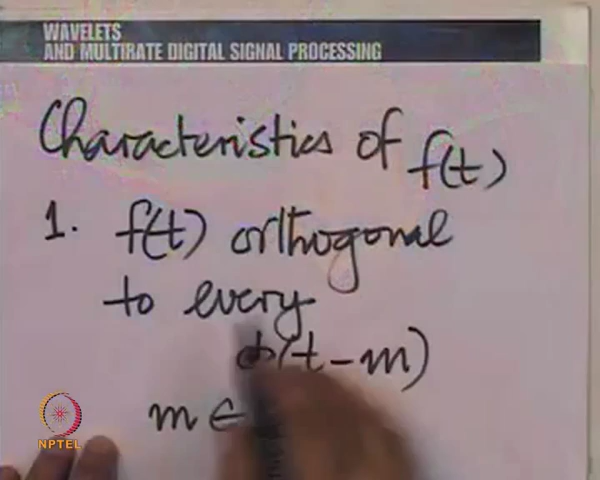 WAVELETS
AND MULTIRATE DIGITAL SIGNAL PROCESSING
Characteristics of f(t)
1. f(t) orthogonal
to every
ϕ(t-m)
m ∈
NPTEL